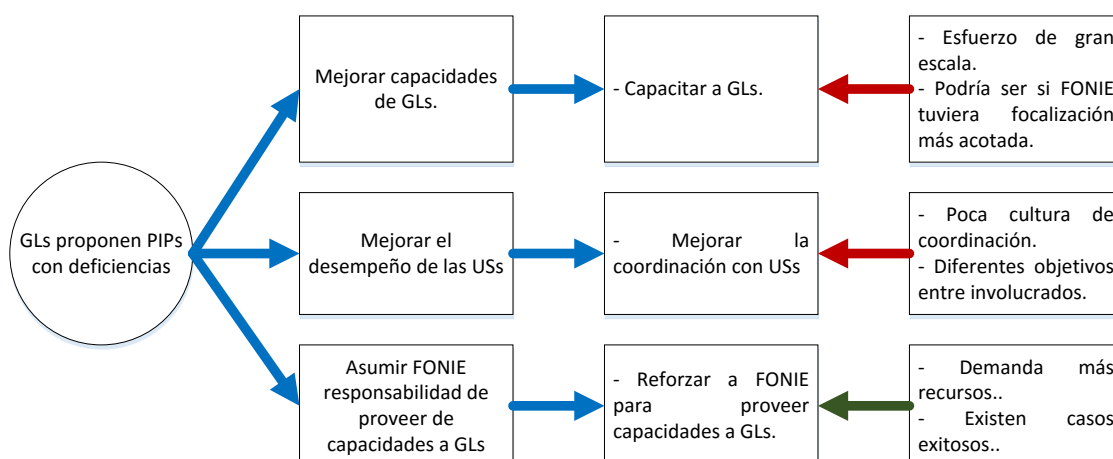 GLs proponen PIPs
con deficiencias
Mejorar capacidades
de GLs.
- Capacitar a GLs.
- Esfuerzo de gran
escala.
- Podría ser si FONIE
tuviera focalización
más acotada.
Mejorar el
desempeño de las USs
- Mejorar la
coordinación con USs
- Poca cultura de
coordinación.
- Diferentes objetivos
entre involucrados.
Asumir FONIE
responsabilidad de
proveer de
capacidades a GLs
- Reforzar a FONIE
para proveer
capacidades a GLs.
- Demanda más
recursos..
- Existen casos
exitosos..